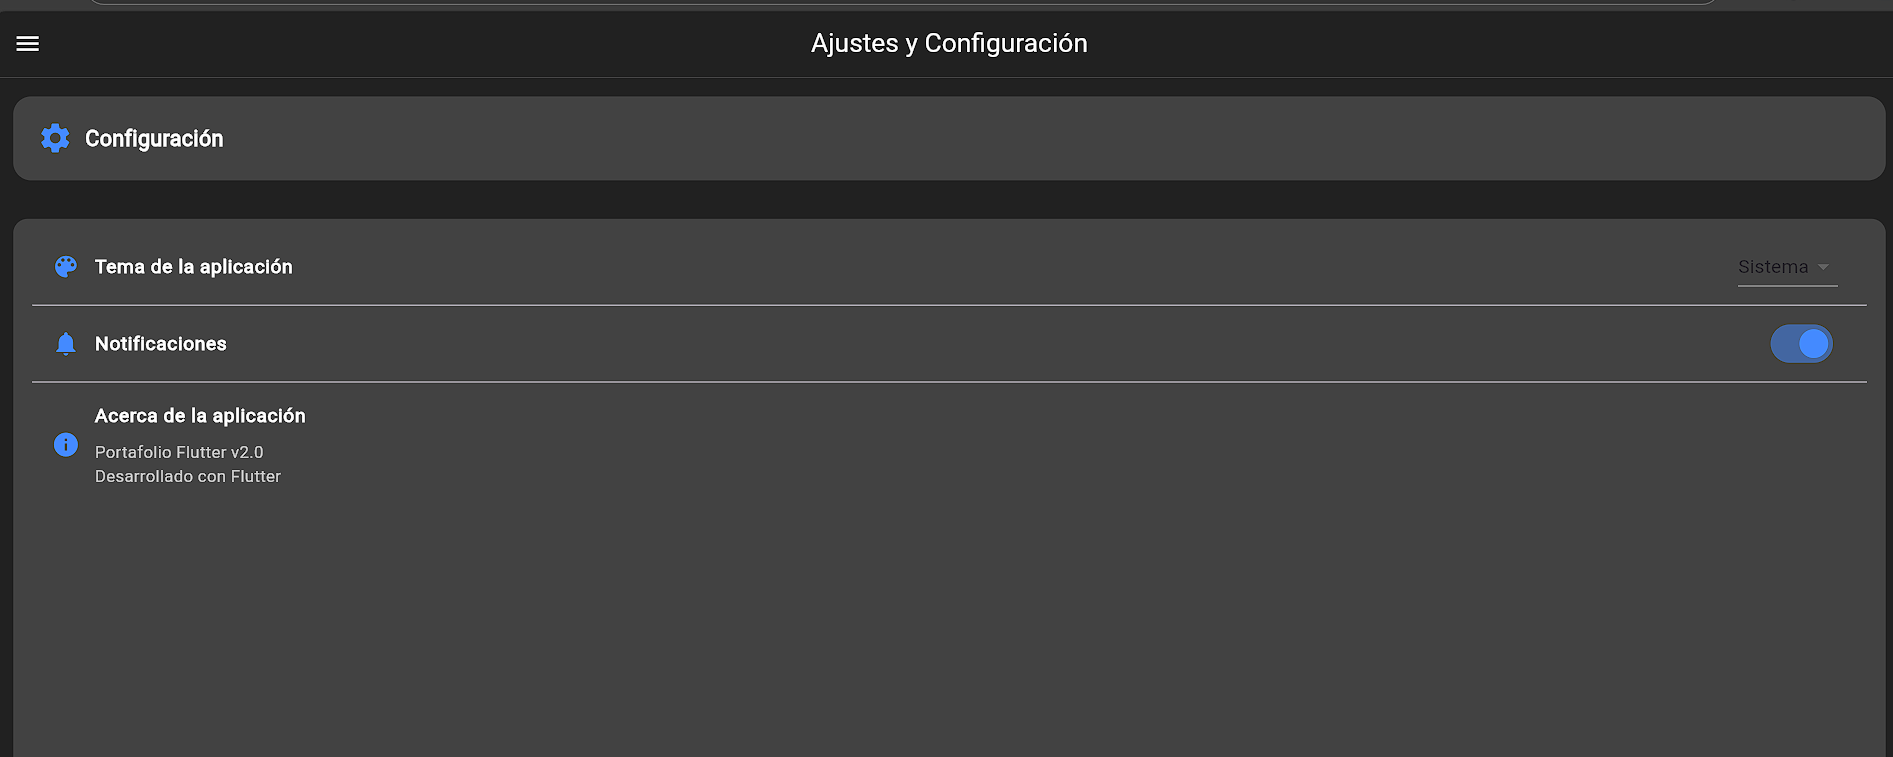 Ajustes y Configuración
Configuración
Tema de la aplicación
Sistema
Notificaciones
Acerca de la aplicación
Portafolio Flutter v2.0
Desarrollado con Flutter